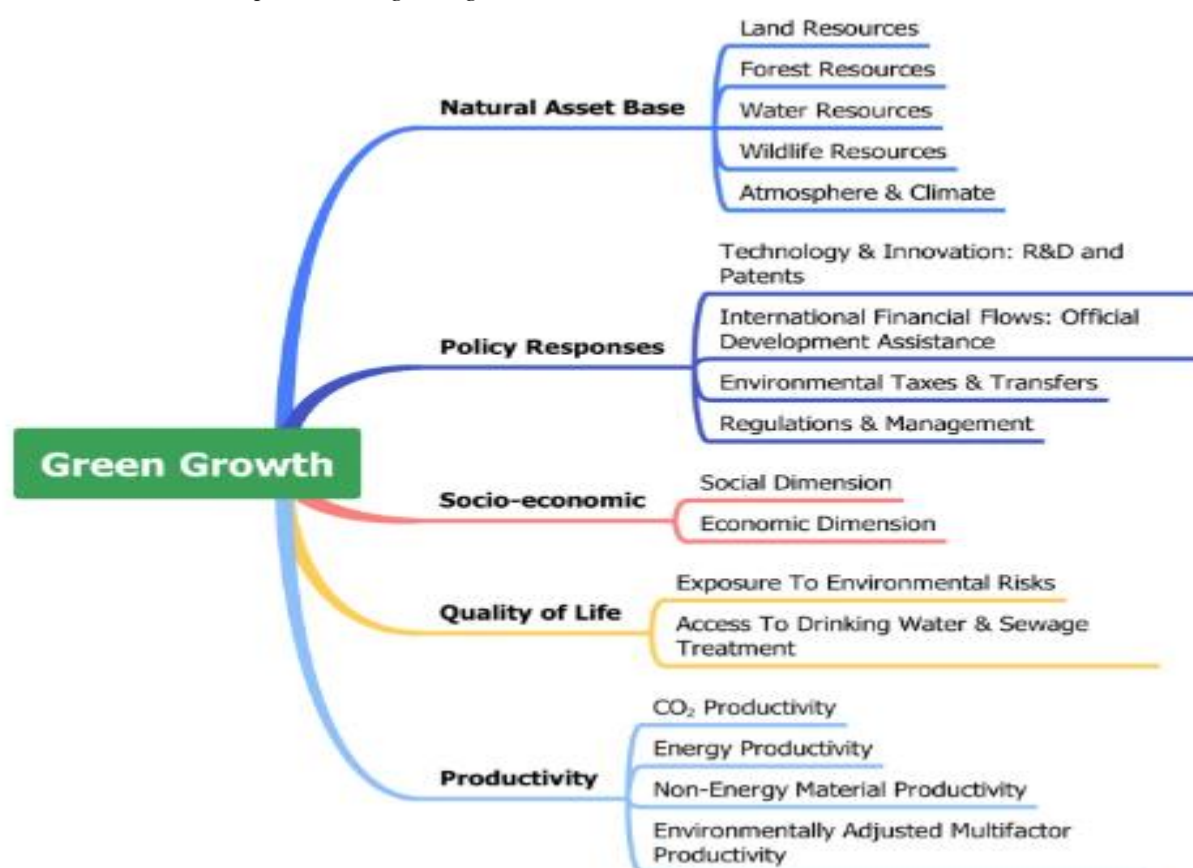 Land Resources
Forest Resources
Natural Asset Base
Water Resources
Wildlife Resources
Atmosphere & Climate
Technology & Innovation: R&D and
Patents
International Financial Flows: Official
Development Assistance
Policy Responses
Environmental Taxes & Transfers
Regulations & Management
Green Growth
Social Dimension
Socio-economic
Economic Dimension
Exposure To Environmental Risks
Quality of Life
Access To Drinking Water & Sewage
Treatment
CO₂ Productivity
Energy Productivity
Productivity
Non-Energy Material Productivity
Environmentally Adjusted Multifactor
Productivity